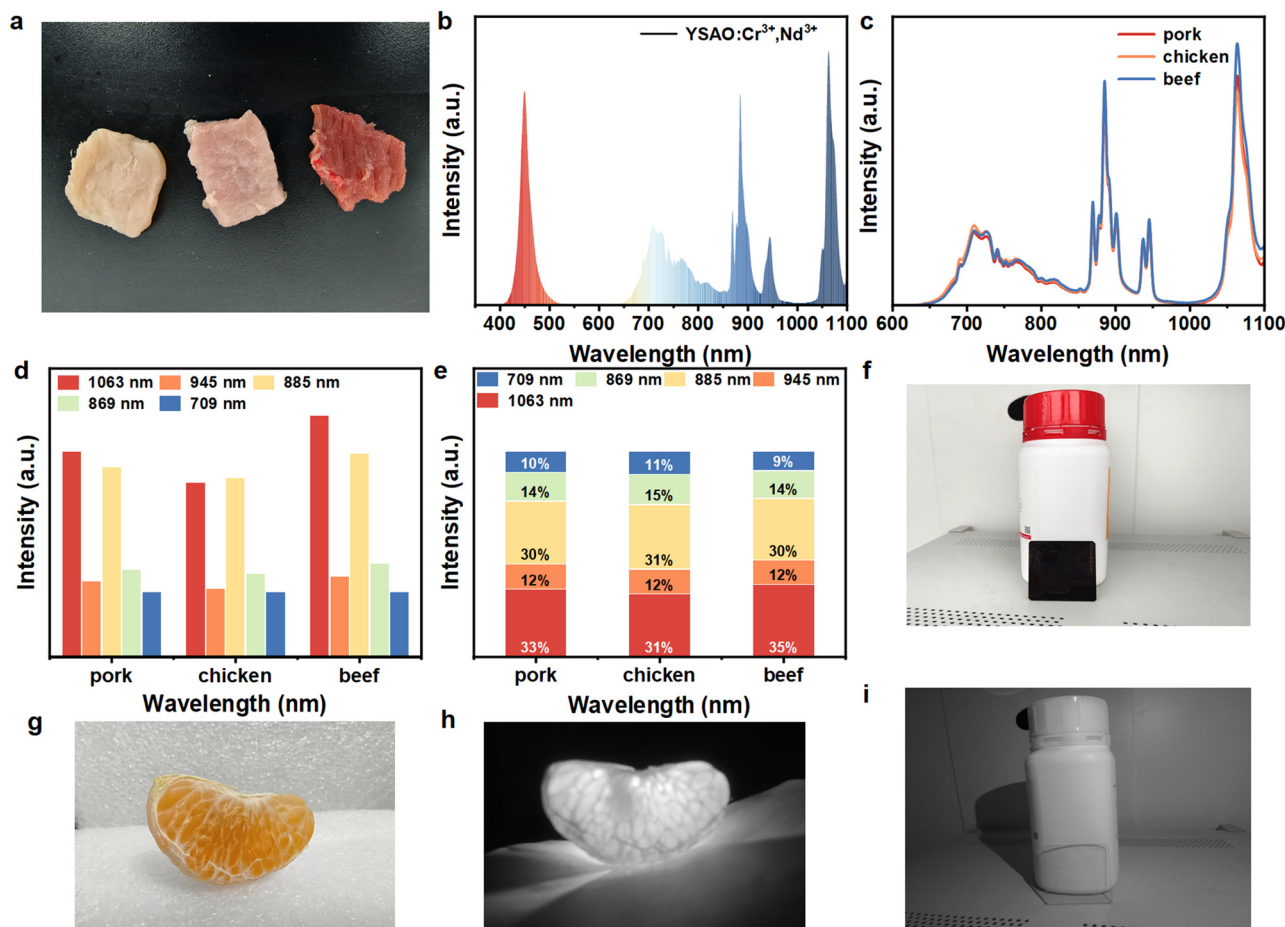 a
b
YSAO:Cr³⁺,Nd³⁺
Intensity (a.u.)
400 500 600 700 800 900 1000 1100
Wavelength (nm)
c
pork
chicken
beef
Intensity (a.u.)
600 700 800 900 1000 1100
Wavelength (nm)
d
1063 nm 945 nm 885 nm
869 nm 709 nm
Intensity (a.u.)
pork chicken beef
Wavelength (nm)
e
709 nm 869 nm 885 nm 945 nm
1063 nm
Intensity (a.u.)
10% 11% 9%
14% 15% 14%
30% 31% 30%
12% 12% 12%
33% 31% 35%
pork chicken beef
Wavelength (nm)
f
g
h
i